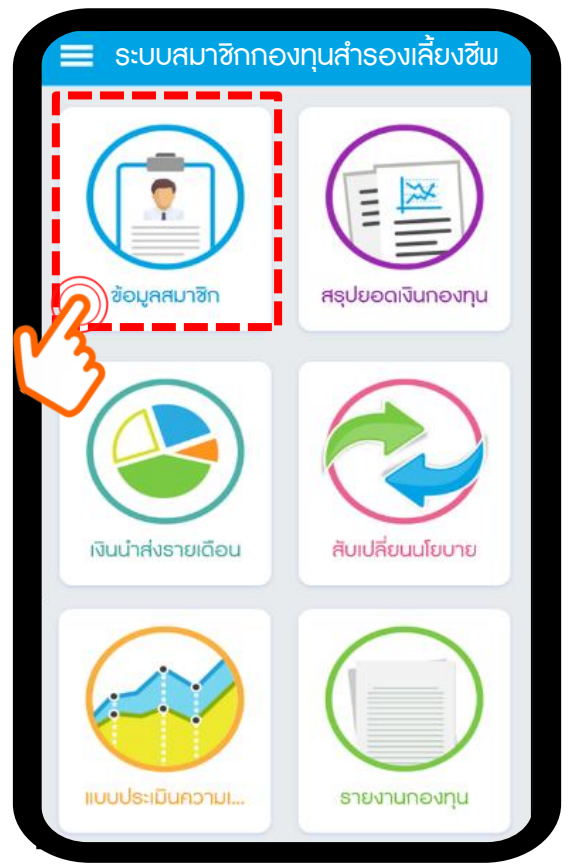 ระบบสมาชิกกองทุนสำรองเลี้ยงชีพ
ข้อมูลสมาชิก
สรุปยอดเงินกองทุน
เงินนำส่งรายเดือน
สับเปลี่ยนนโยบาย
แบบประเมินความเ...
รายงานกองทุน